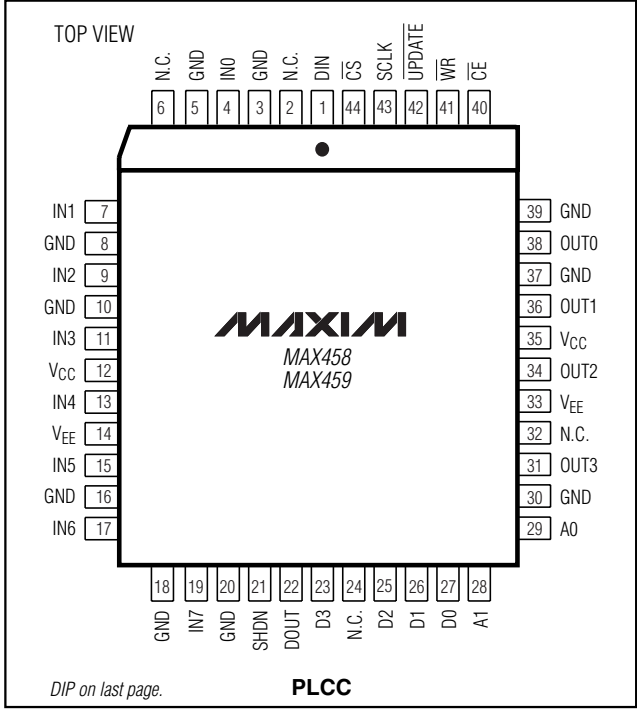 TOP VIEW
N.C. GND IN0 GND N.C. DIN CS SCLK UPDATE WR CE
6 5 4 3 2 1 44 43 42 41 40
IN1 7 39 GND
GND 8 38 OUT0
IN2 9 37 GND
GND 10 36 OUT1
IN3 11 35 VCC
VCC 12 34 OUT2
IN4 13 33 VEE
VEE 14 32 N.C.
IN5 15 31 OUT3
GND 16 30 GND
IN6 17 29 A0
MAXIM
MAX458
MAX459
18 19 20 21 22 23 24 25 26 27 28
GND IN7 GND SHDN DOUT D3 N.C. D2 D1 D0 A1
DIP on last page.
PLCC